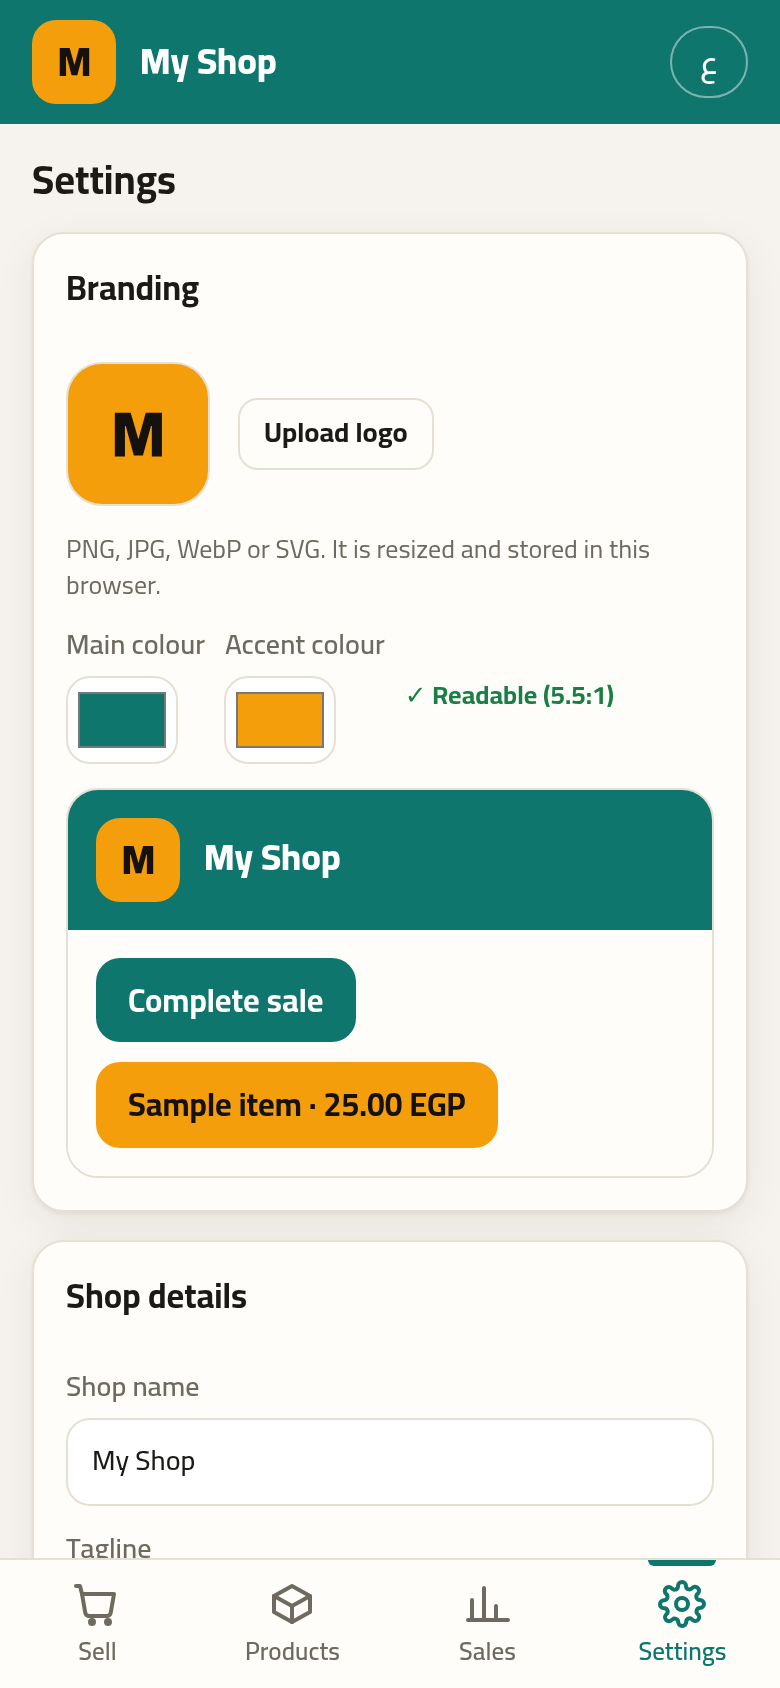 M
My Shop
ع
Settings
Branding
M
Upload logo
PNG, JPG, WebP or SVG. It is resized and stored in this
browser.
Main colour
Accent colour
✓ Readable (5.5:1)
M
My Shop
Complete sale
Sample item · 25.00 EGP
Shop details
Shop name
My Shop
Tagline
Sell
Products
Sales
Settings